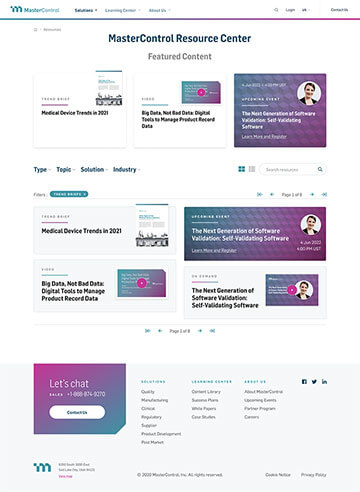 MasterControl
Solutions
Learning Center
About Us
Login
US
Contact Us
Resources
MasterControl Resource Center
Featured Content
TREND BRIEF
Medical Device Trends in 2021
VIDEO
Big Data, Not Bad Data: Digital
Tools to Manage Product Record
Data
4 Jun 2022 | 4:00 PM UST
UPCOMING EVENT
The Next Generation of Software
Validation: Self-Validating
Software
Learn More and Register
Type
Topic
Solution
Industry
Search resources
Filters
TREND BRIEFS
Page 1 of 8
TREND BRIEF
Medical Device Trends in 2021
UPCOMING EVENT
The Next Generation of Software
Validation: Self-Validating Software
Learn More and Register
4 Jun 2022
4:00 PM UST
VIDEO
Big Data, Not Bad Data:
Digital Tools to Manage
Product Record Data
ON DEMAND
The Next Generation of
Software Validation:
Self-Validating Software
Page 1 of 8
Let's chat
SALES +1-866-874-9270
Contact Us
SOLUTIONS
Quality
Manufacturing
Clinical
Regulatory
Supplier
Product Development
Post Market
LEARNING CENTER
Content Library
Success Plans
White Papers
Case Studies
ABOUT US
About MasterControl
Upcoming Events
Partner Program
Careers
6350 South 3000 East
Salt Lake City, Utah 84121
© 2020 MasterControl, Inc. All rights reserved.
Cookie Notice
Privacy Policy